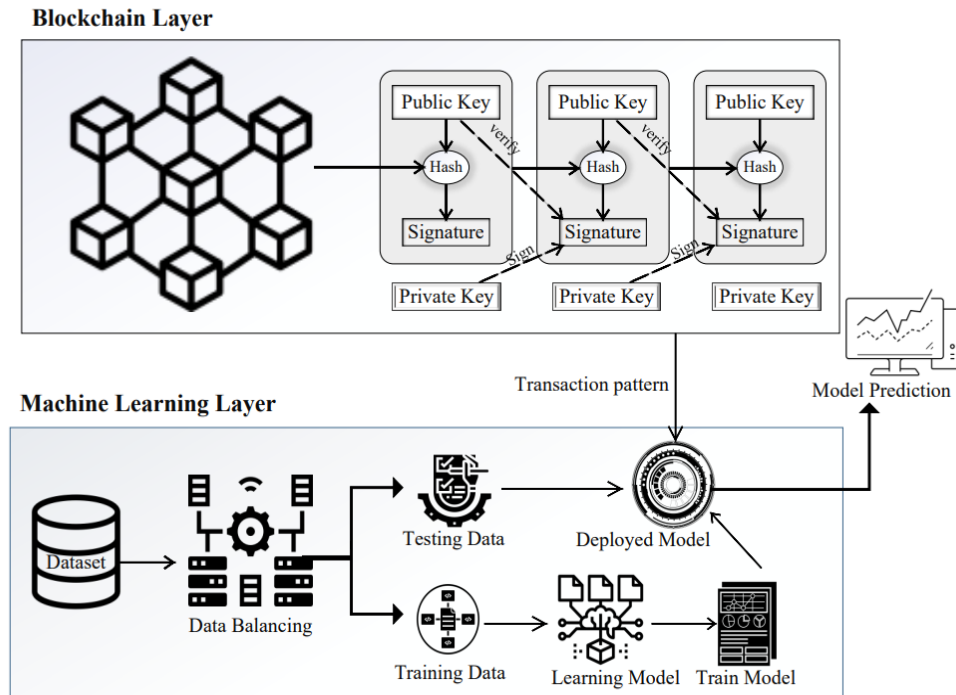 Blockchain Layer
Public Key
Public Key
Public Key
verify
verify
Hash
Hash
Hash
Signature
Signature
Signature
Sign
Sign
Private Key
Private Key
Private Key
Transaction pattern
Model Prediction
Machine Learning Layer
Dataset
Testing Data
Deployed Model
Data Balancing
Training Data
Learning Model
Train Model